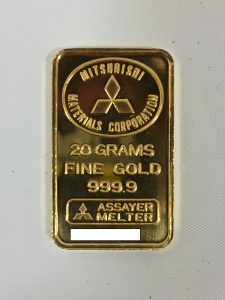 MITSUBISHI
MATERIALS CORPORATION
20 GRAMS
FINE GOLD
999.9
ASSAYER
MELTER